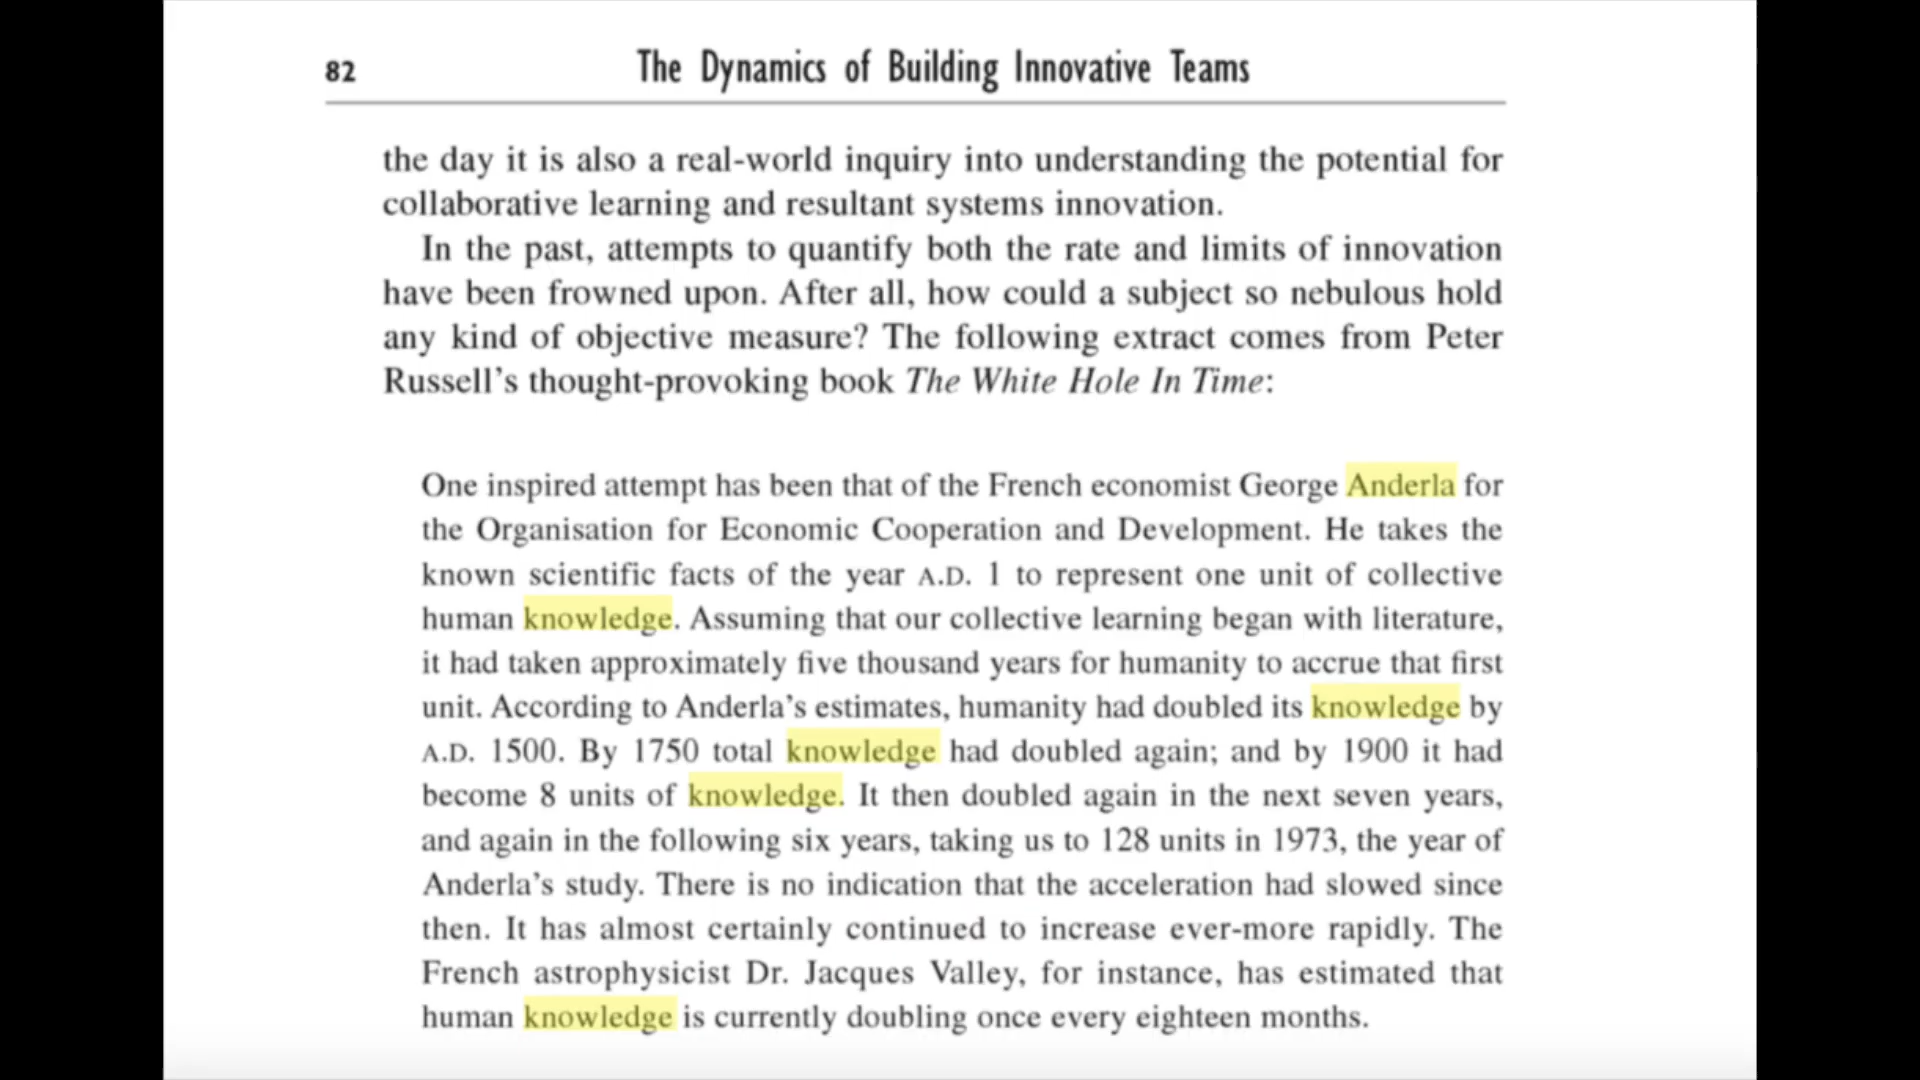 82
The Dynamics of Building Innovative Teams
the day it is also a real-world inquiry into understanding the potential for
collaborative learning and resultant systems innovation.
In the past, attempts to quantify both the rate and limits of innovation
have been frowned upon. After all, how could a subject so nebulous hold
any kind of objective measure? The following extract comes from Peter
Russell’s thought-provoking book The White Hole In Time:
One inspired attempt has been that of the French economist George Anderla for
the Organisation for Economic Cooperation and Development. He takes the
known scientific facts of the year A.D. 1 to represent one unit of collective
human knowledge. Assuming that our collective learning began with literature,
it had taken approximately five thousand years for humanity to accrue that first
unit. According to Anderla’s estimates, humanity had doubled its knowledge by
A.D. 1500. By 1750 total knowledge had doubled again; and by 1900 it had
become 8 units of knowledge. It then doubled again in the next seven years,
and again in the following six years, taking us to 128 units in 1973, the year of
Anderla’s study. There is no indication that the acceleration had slowed since
then. It has almost certainly continued to increase ever-more rapidly. The
French astrophysicist Dr. Jacques Valley, for instance, has estimated that
human knowledge is currently doubling once every eighteen months.